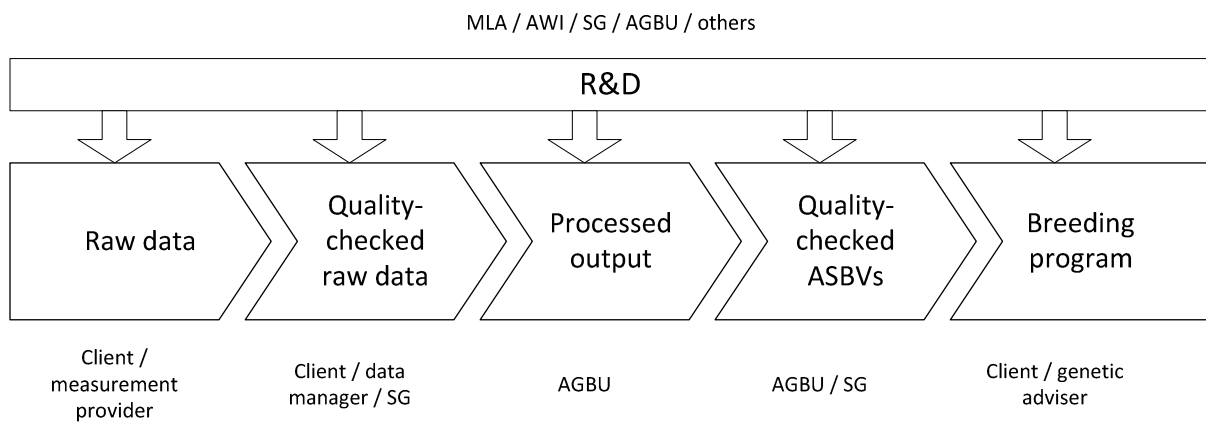 MLA / AWI / SG / AGBU / others
R&D
Raw data
Quality-
checked
raw data
Processed
output
Quality-
checked
ASBVs
Breeding
program
Client /
measurement
provider
Client / data
manager / SG
AGBU
AGBU / SG
Client / genetic
adviser